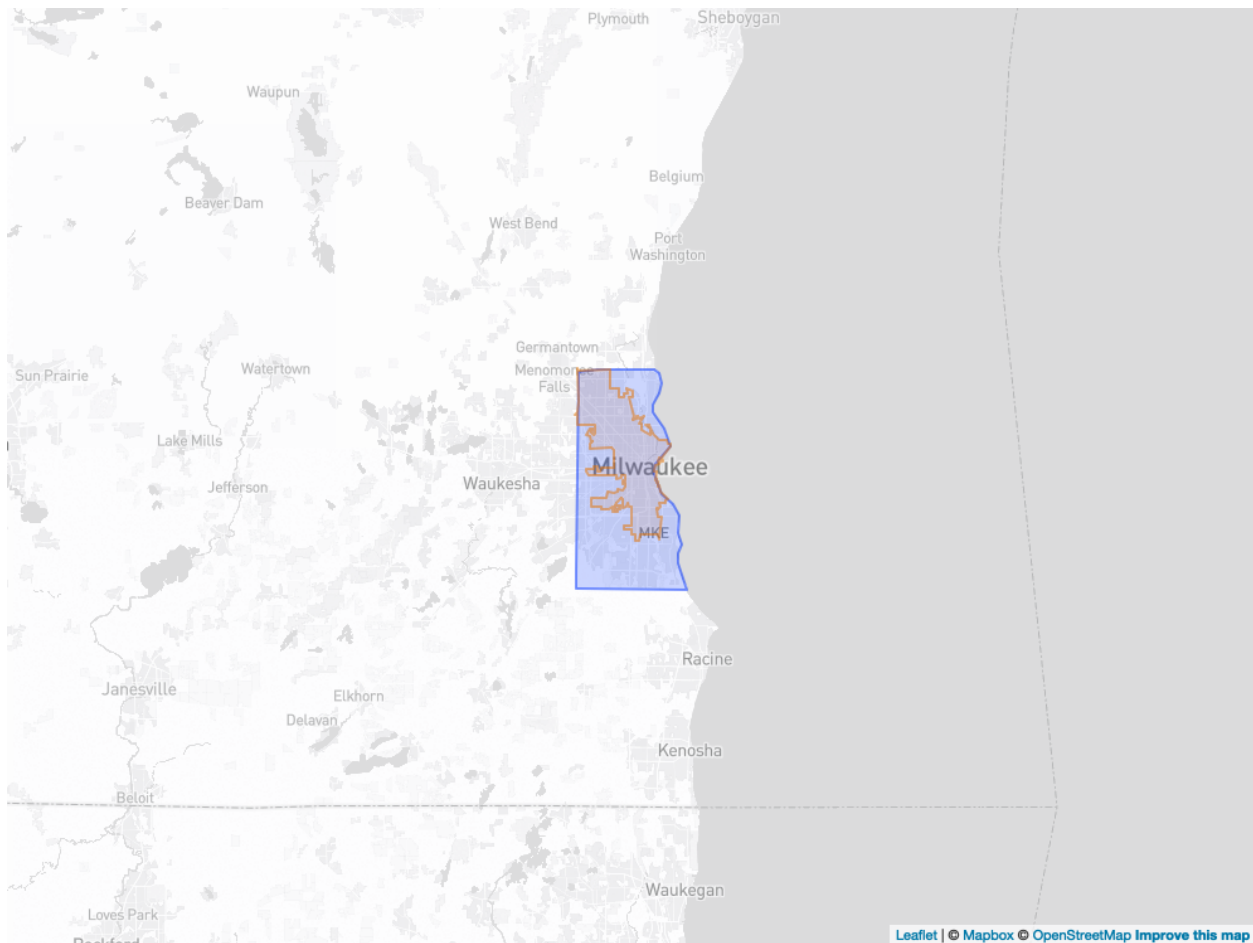 Plymouth
Sheboygan
Waupun
Belgium
Beaver Dam
West Bend
Port
Washington
Germantown
Sun Prairie
Watertown
Menomonee
Falls
Lake Mills
Milwaukee
Waukesha
Jefferson
MKE
Racine
Janesville
Elkhorn
Delavan
Kenosha
Beloit
Waukegan
Loves Park
Rockford
Leaflet | © Mapbox © OpenStreetMap Improve this map